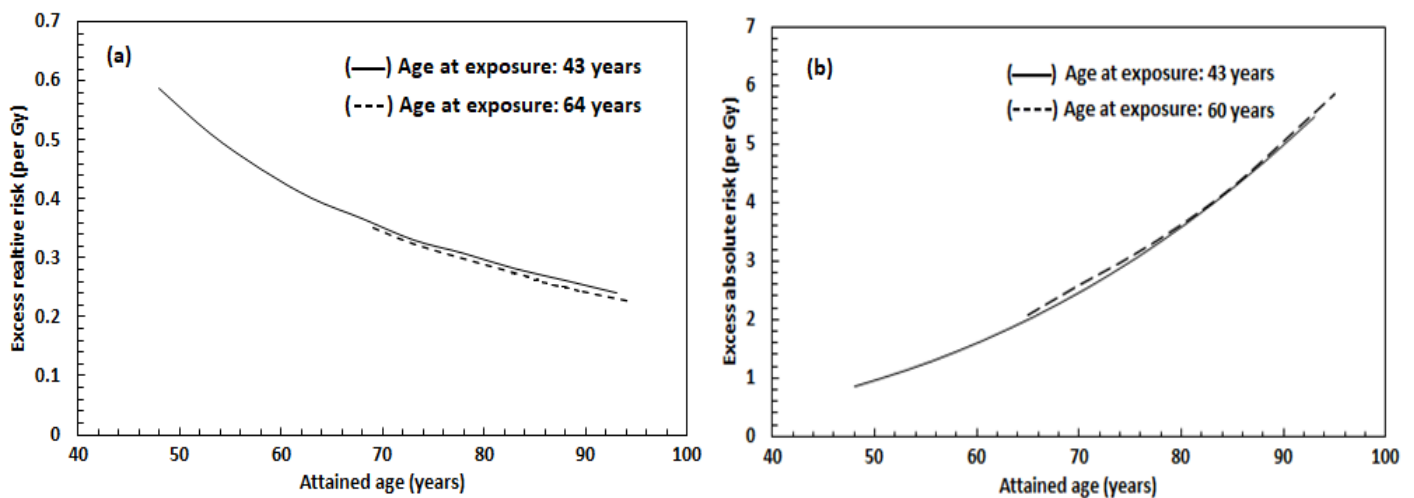 (a)
(—) Age at exposure: 43 years
(---) Age at exposure: 64 years
Excess realtive risk (per Gy)
0.7
0.6
0.5
0.4
0.3
0.2
0.1
0
40 50 60 70 80 90 100
Attained age (years)
(b)
(—) Age at exposure: 43 years
(---) Age at exposure: 60 years
Excess absolute risk (per Gy)
7
6
5
4
3
2
1
0
40 50 60 70 80 90 100
Attained age (years)